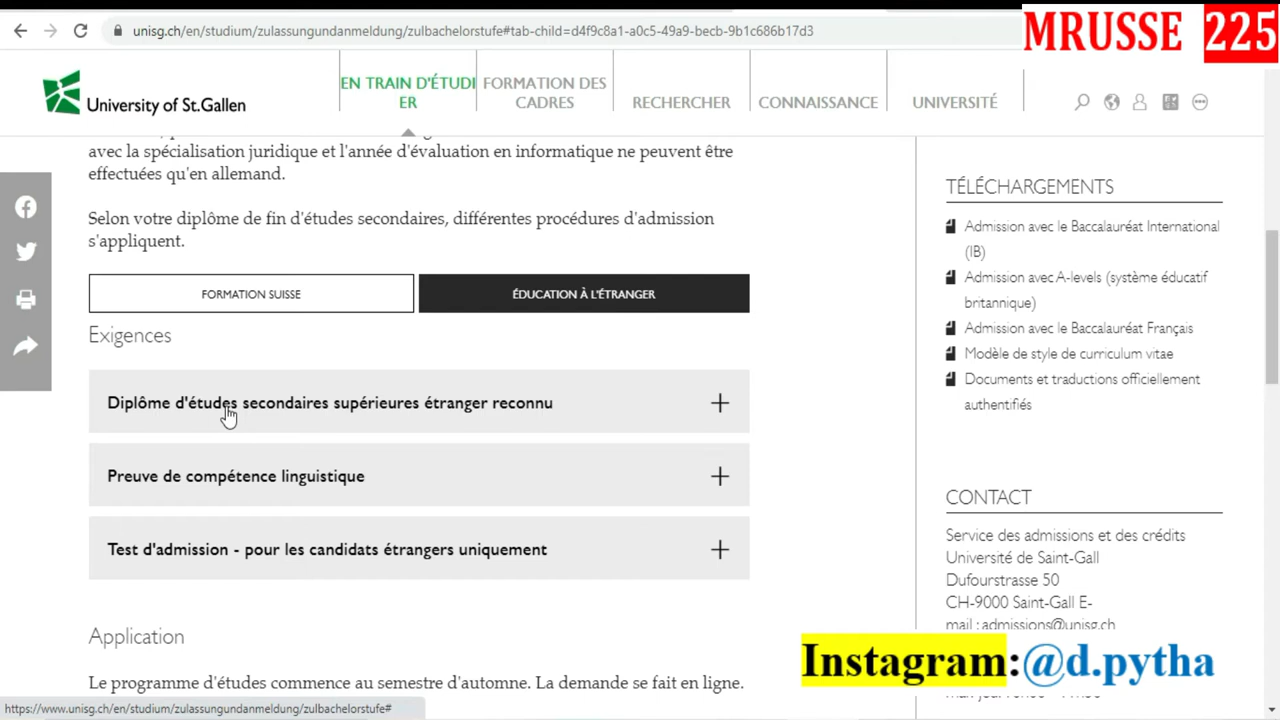 unisg.ch/en/studium/zulassungundanmeldung/zulbachelorstufe#tab-child=d4f9c8a1-a0c5-49a9-becb-9b1c686b17d3
MRUSSE 225
University of St.Gallen
EN TRAIN D'ÉTUDI
ER
FORMATION DES
CADRES
RECHERCHER
CONNAISSANCE
UNIVERSITÉ
avec la spécialisation juridique et l'année d'évaluation en informatique ne peuvent être
effectuées qu'en allemand.
Selon votre diplôme de fin d'études secondaires, différentes procédures d'admission
s'appliquent.
FORMATION SUISSE
ÉDUCATION À L'ÉTRANGER
Exigences
Diplôme d'études secondaires supérieures étranger reconnu
Preuve de compétence linguistique
Test d'admission - pour les candidats étrangers uniquement
Application
Le programme d'études commence au semestre d'automne. La demande se fait en ligne.
https://www.unisg.ch/en/studium/zulassungundanmeldung/zulbachelorstufe#
TÉLÉCHARGEMENTS
Admission avec le Baccalauréat International
(IB)
Admission avec A-levels (système éducatif
britannique)
Admission avec le Baccalauréat Français
Modèle de style de curriculum vitae
Documents et traductions officiellement
authentifiés
CONTACT
Service des admissions et des crédits
Université de Saint-Gall
Dufourstrasse 50
CH-9000 Saint-Gall E-
mail : admissions@unisg.ch
Instagram:@d.pytha